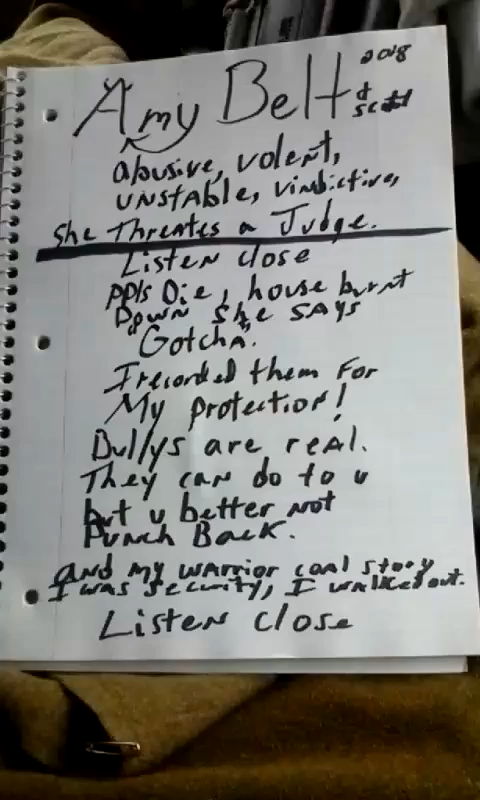 2018
Amy Belt &
scott
abusive, volent,
unstable, vindictive,
She Threates a Judge.
Listen close
ppls Die, house burnt
Down she says
"Gotcha".
I recorded them for
My protection!
Bullys are real.
They can do to u
but u better not
Punch Back.
and my warrior coal story
I was security, I walked out.
Listen close